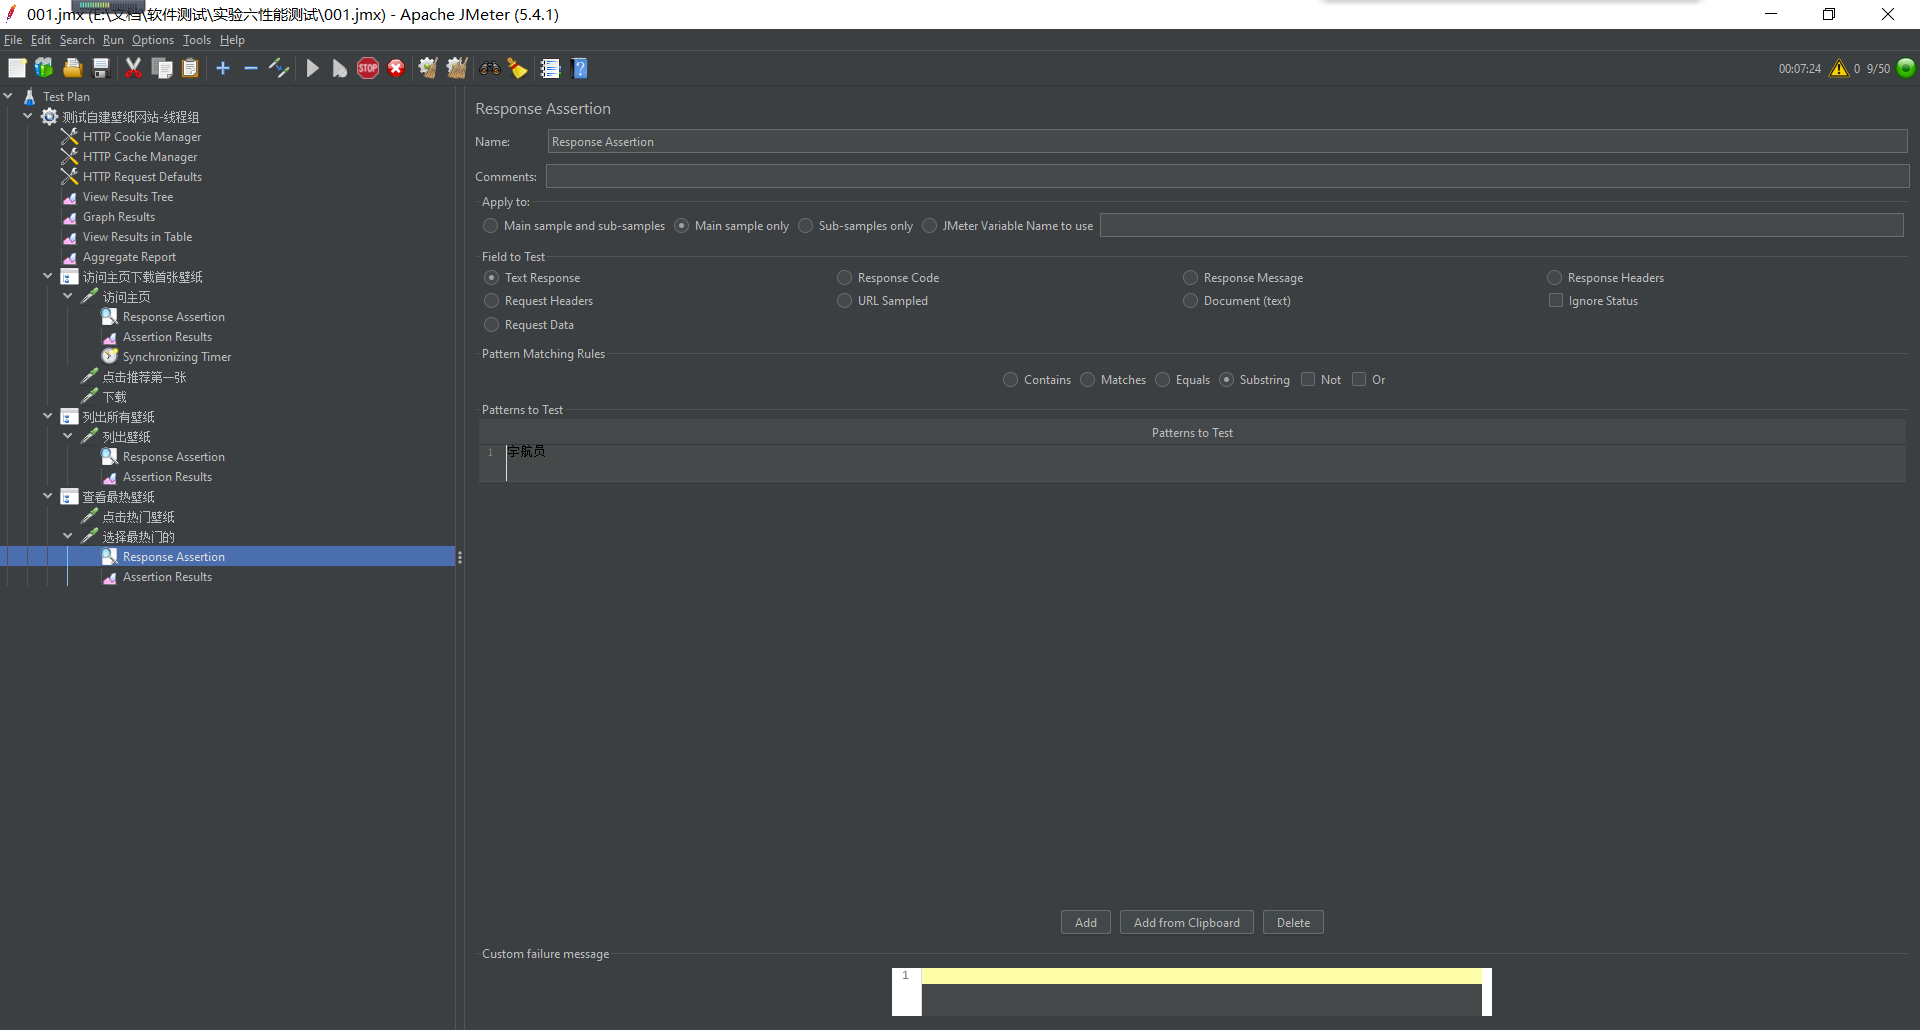 001.jmx (E:\文档\软件测试\实验六性能测试\001.jmx) - Apache JMeter (5.4.1)
File Edit Search Run Options Tools Help
STOP
00:07:24 0 9/50
Test Plan
测试自建壁纸网站-线程组
HTTP Cookie Manager
HTTP Cache Manager
HTTP Request Defaults
View Results Tree
Graph Results
View Results in Table
Aggregate Report
访问主页下载首张壁纸
访问主页
Response Assertion
Assertion Results
Synchronizing Timer
点击推荐第一张
下载
列出所有壁纸
列出壁纸
Response Assertion
Assertion Results
查看最热壁纸
点击热门壁纸
选择最热门的
Response Assertion
Assertion Results
Response Assertion
Name: Response Assertion
Comments:
Apply to:
Main sample and sub-samples Main sample only Sub-samples only JMeter Variable Name to use
Field to Test
Text Response Response Code Response Message Response Headers
Request Headers URL Sampled Document (text) Ignore Status
Request Data
Pattern Matching Rules
Contains Matches Equals Substring Not Or
Patterns to Test
Patterns to Test
1 宇航员
Add Add from Clipboard Delete
Custom failure message
1